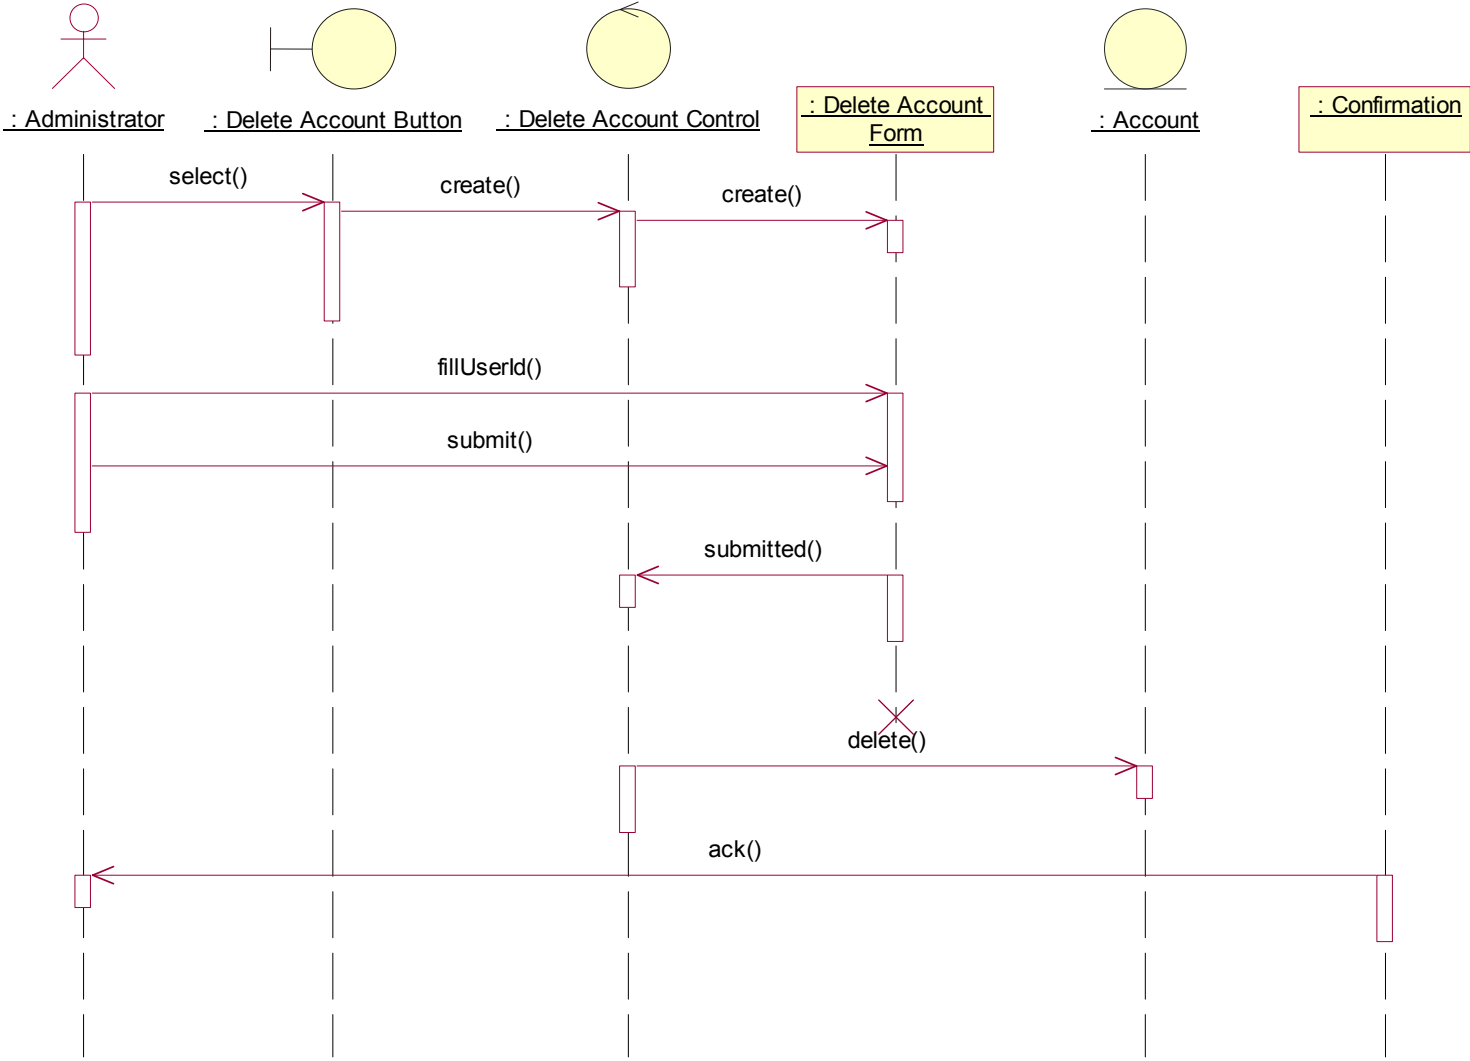 : Administrator
: Delete Account Button
: Delete Account Control
: Delete Account
Form
: Account
: Confirmation
select()
create()
create()
fillUserId()
submit()
submitted()
delete()
ack()